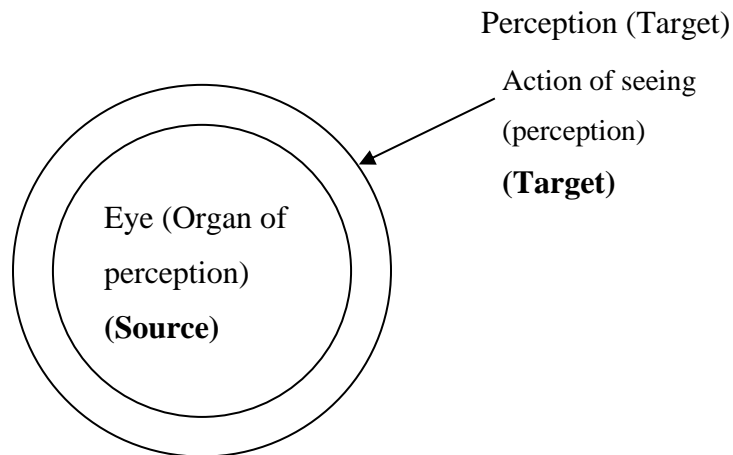 Perception (Target)
Action of seeing
(perception)
(Target)
Eye (Organ of
perception)
(Source)